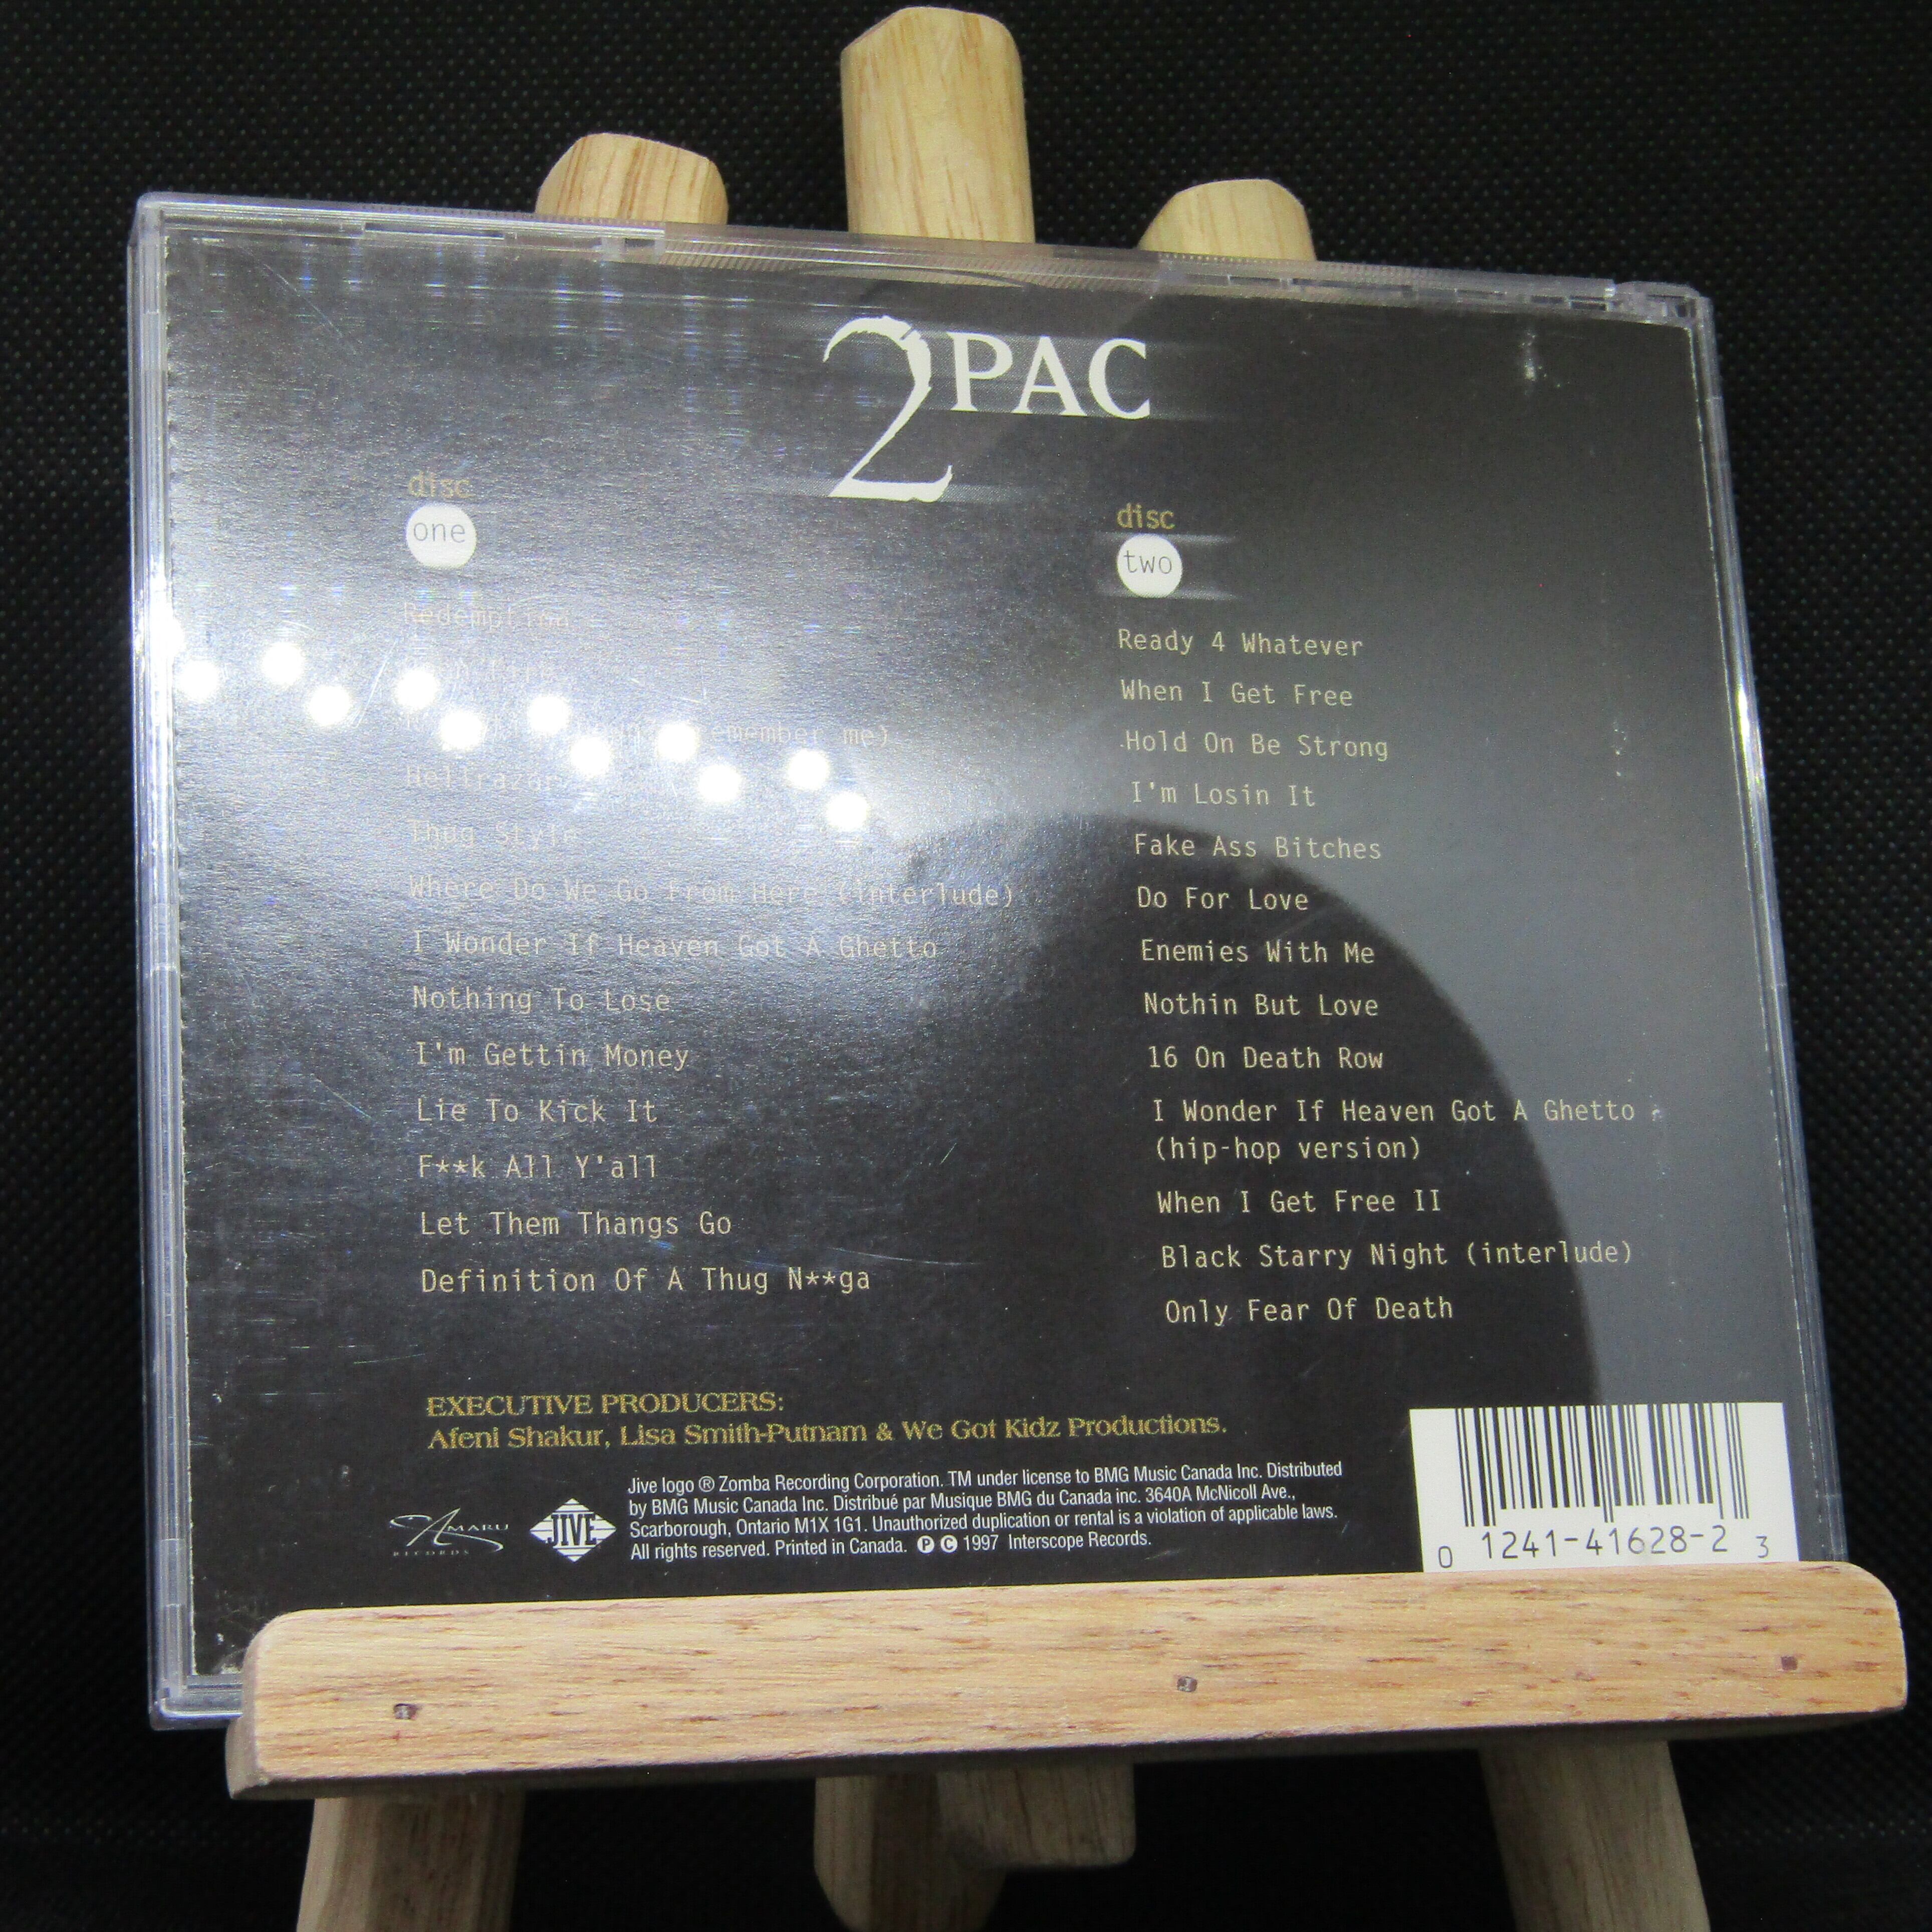 2PAC
disc
one
Redemption
(remember me)
Hellrazor
Thug Style
Where Do We Go From Here (interlude)
I Wonder If Heaven Got A Ghetto
Nothing To Lose
I'm Gettin Money
Lie To Kick It
F**k All Y'all
Let Them Thangs Go
Definition Of A Thug N**ga
disc
two
Ready 4 Whatever
When I Get Free
Hold On Be Strong
I'm Losin It
Fake Ass Bitches
Do For Love
Enemies With Me
Nothin But Love
16 On Death Row
I Wonder If Heaven Got A Ghetto
(hip-hop version)
When I Get Free II
Black Starry Night (interlude)
Only Fear Of Death
EXECUTIVE PRODUCERS:
Afeni Shakur, Lisa Smith-Putnam & We Got Kidz Productions.
AMARU
RECORDS
JIVE
Jive logo ® Zomba Recording Corporation. TM under license to BMG Music Canada Inc. Distributed
by BMG Music Canada Inc. Distribué par Musique BMG du Canada inc. 3640A McNicoll Ave.,
Scarborough, Ontario M1X 1G1. Unauthorized duplication or rental is a violation of applicable laws.
All rights reserved. Printed in Canada. Ⓟ © 1997 Interscope Records.
0 1241-41628-2 3